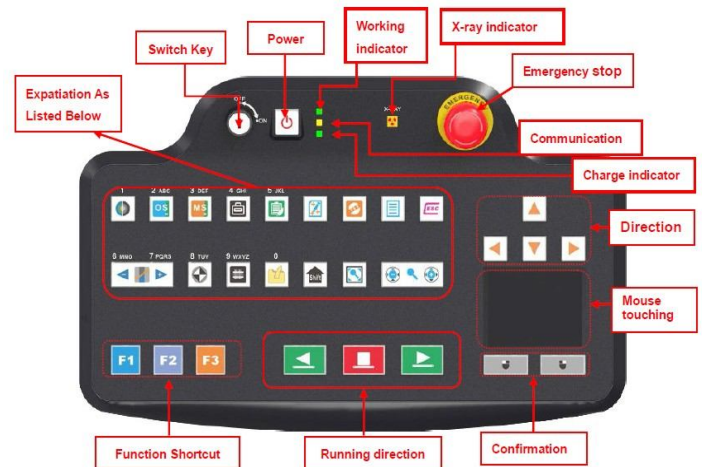 Working
indicator
X-ray indicator
Power
Switch Key
Emergency stop
Expatiation As
Listed Below
OFF
ON
X-RAY
EMERGENCY
Communication
Charge indicator
1
2 ABC
3 DEF
4 GHI
5 JKL
OS
MS
ESC
Direction
6 MNO
7 PQRS
8 TUV
9 WXYZ
0
Shift
Mouse
touching
F1
F2
F3
Function Shortcut
Running direction
Confirmation